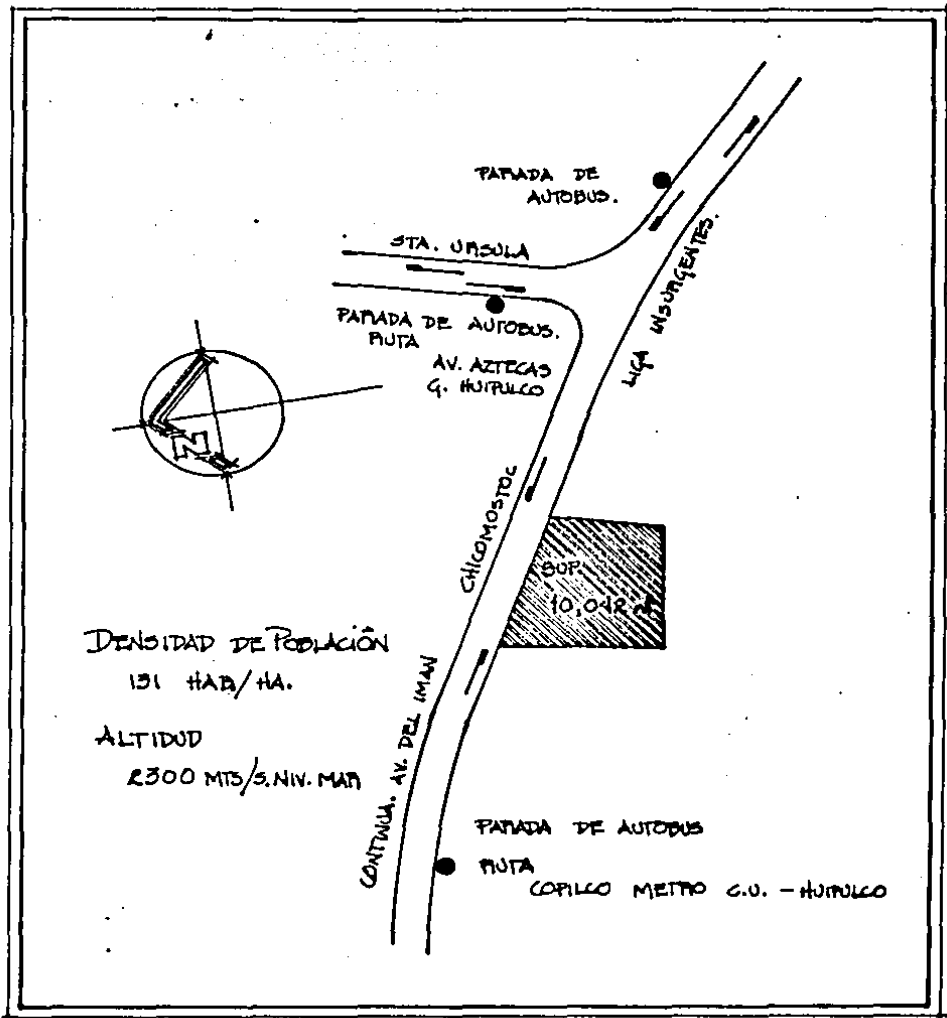 PARADA DE
AUTOBUS.
STA. URSULA
LIGA INSURGENTES.
PARADA DE AUTOBUS.
RUTA
AV. AZTECAS
G. HUIPULCO
N
CHICOMOSTOC
SUP.
10,042 m²
DENSIDAD DE POBLACIÓN
131 HAB/HA.
ALTIDUD
2300 MTS/S.NIV. MAR
CONTINUA. AV. DEL IMAN
PARADA DE AUTOBUS
RUTA
COPILCO METRO C.U. - HUIPULCO